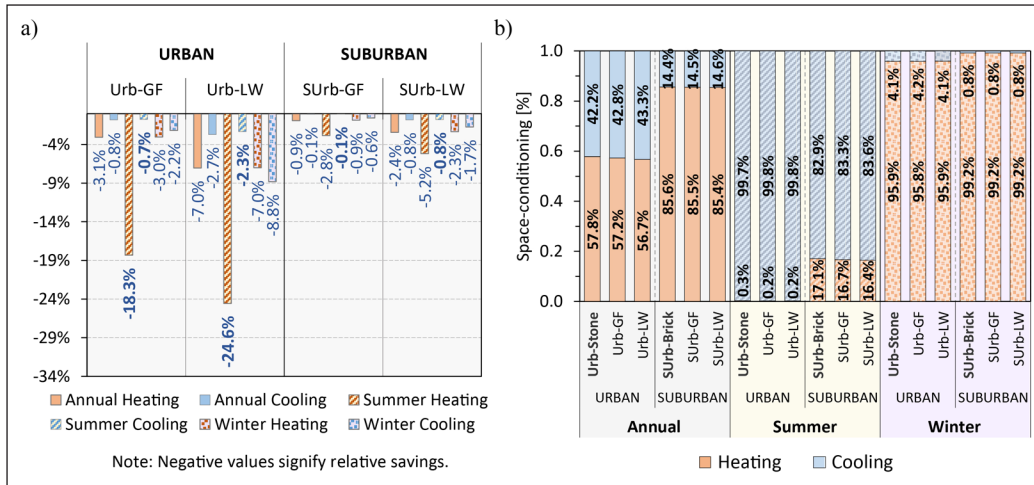 a)
URBAN SUBURBAN
Urb-GF Urb-LW SUrb-GF SUrb-LW
-4%
-9%
-14%
-19%
-24%
-29%
-34%
-3.1% -0.8% -18.3% -0.7% -3.0% -2.2%
-7.0% -2.7% -24.6% -2.3% -7.0% -8.8%
-0.9% -0.1% -2.8% -0.1% -0.9% -0.6%
-2.4% -0.8% -5.2% -0.8% -2.3% -1.7%
Annual Heating Annual Cooling Summer Heating
Summer Cooling Winter Heating Winter Cooling
Note: Negative values signify relative savings.
b)
Space-conditioning [%]
1.0
0.8
0.6
0.4
0.2
0.0
42.2% 42.8% 43.3% 14.4% 14.5% 14.6% 99.7% 99.8% 99.8% 82.9% 83.3% 83.6% 4.1% 4.2% 4.1% 0.8% 0.8% 0.8%
57.8% 57.2% 56.7% 85.6% 85.5% 85.4% 0.3% 0.2% 0.2% 17.1% 16.7% 16.4% 95.9% 95.8% 95.9% 99.2% 99.2% 99.2%
Urb-Stone Urb-GF Urb-LW SUrb-Brick SUrb-GF SUrb-LW Urb-Stone Urb-GF Urb-LW SUrb-Brick SUrb-GF SUrb-LW Urb-Stone Urb-GF Urb-LW SUrb-Brick SUrb-GF SUrb-LW
URBAN SUBURBAN URBAN SUBURBAN URBAN SUBURBAN
Annual Summer Winter
Heating Cooling